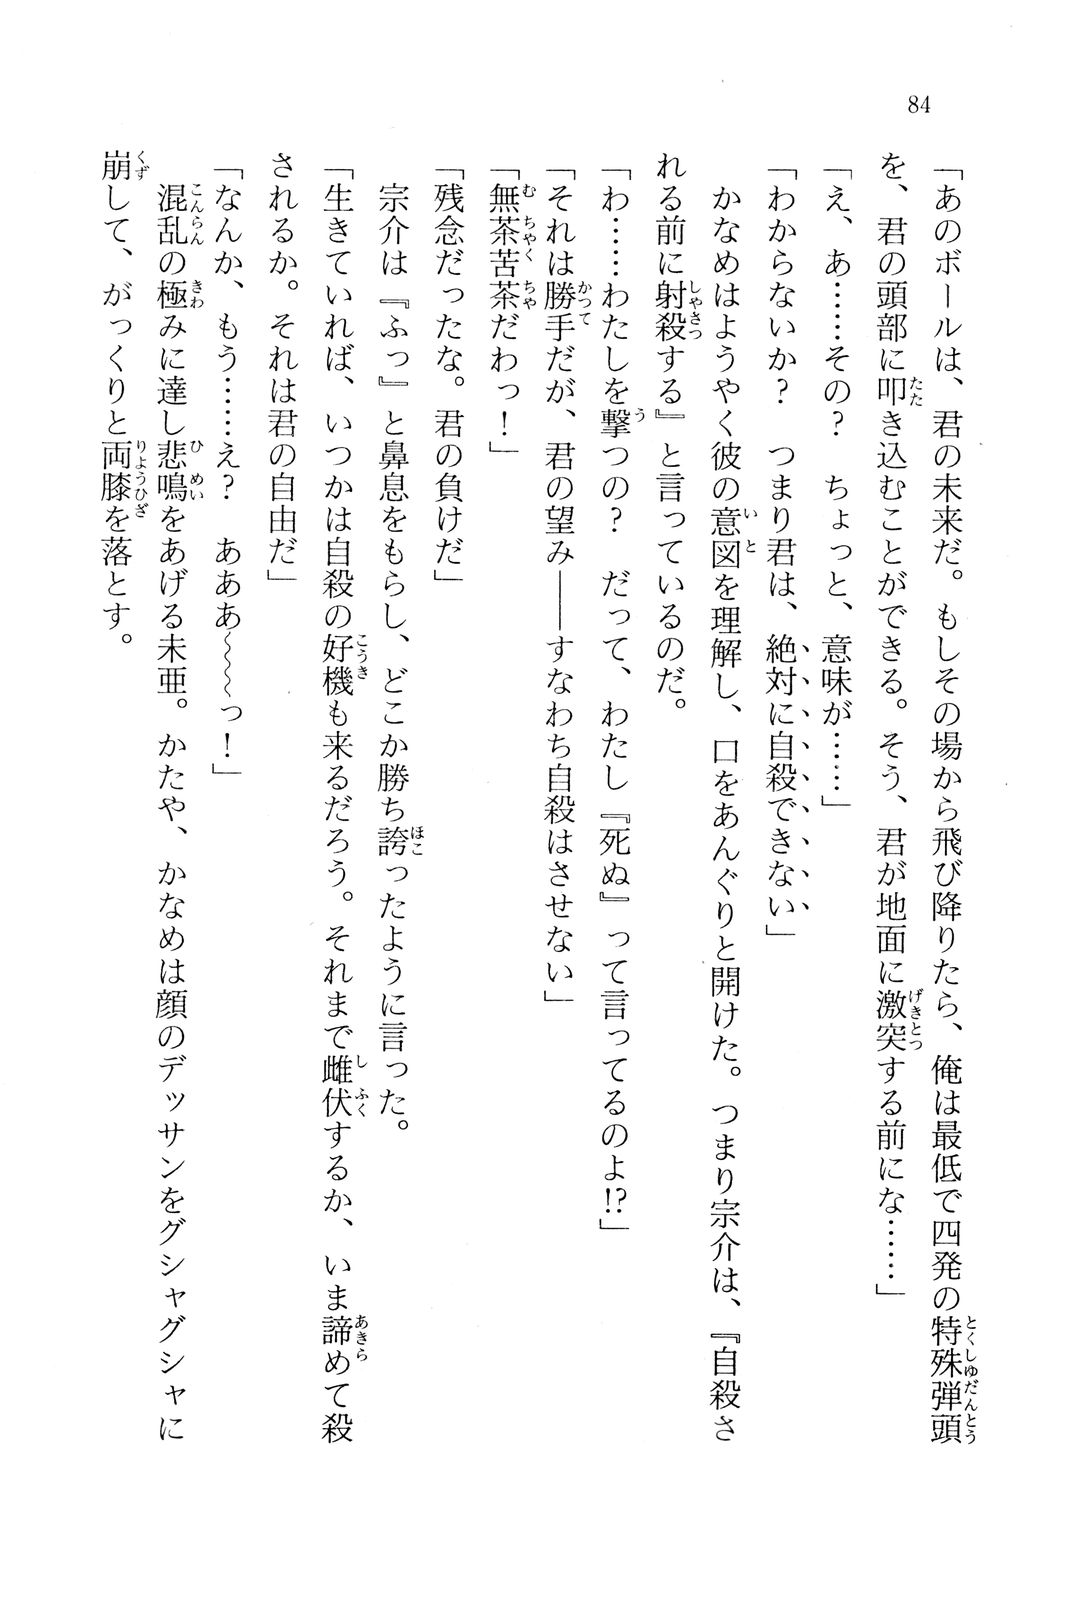 84
「あのボールは、君の未来だ。もしその場から飛び降りたら、俺は最低で四発の特殊弾頭
を、君の頭部に叩き込むことができる。そう、君が地面に激突する前にな……」
「え、あ……その？　ちょっと、意味が……」
「わからないか？　つまり君は、絶対に自殺できない」
　かなめはようやく彼の意図を理解し、口をあんぐりと開けた。つまり宗介は、『自殺さ
れる前に射殺する』と言っているのだ。
「わ……わたしを撃つの？　だって、わたし『死ぬ』って言ってるのよ!?」
「それは勝手だが、君の望み――すなわち自殺はさせない」
「無茶苦茶だわっ！」
「残念だったな。君の負けだ」
　宗介は『ふっ』と鼻息をもらし、どこか勝ち誇ったように言った。
「生きていれば、いつかは自殺の好機も来るだろう。それまで雌伏するか、いま諦めて殺
されるか。それは君の自由だ」
「なんか、もう……え？　あああ～～～っ！」
　混乱の極みに達し悲鳴をあげる未亜。かたや、かなめは顔のデッサンをグシャグシャに
崩して、がっくりと両膝を落とす。